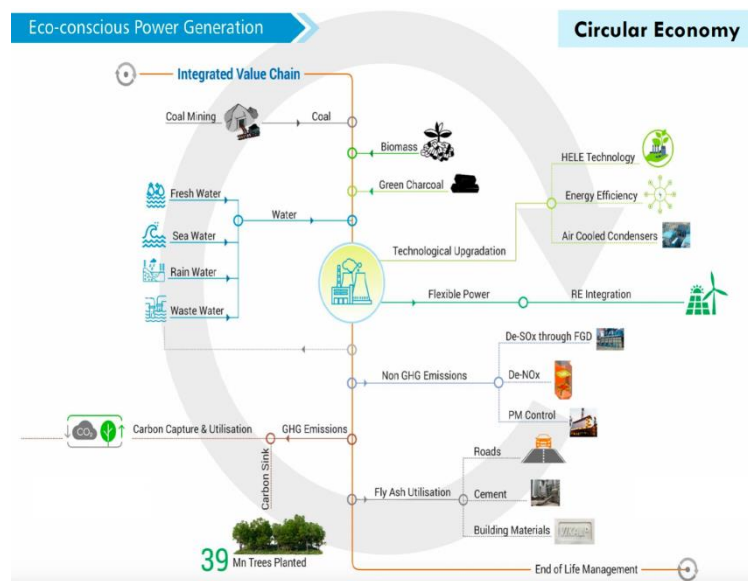 Eco-conscious Power Generation
Circular Economy
Integrated Value Chain
Coal Mining
Coal
Biomass
Green Charcoal
HELE Technology
Energy Efficiency
Air Cooled Condensers
Technological Upgradation
Fresh Water
Sea Water
Rain Water
Waste Water
Water
Flexible Power
RE Integration
De-SOx through FGD
Non GHG Emissions
De-NOx
PM Control
CO₂
Carbon Capture & Utilisation
GHG Emissions
Carbon Sink
Roads
Fly Ash Utilisation
Cement
Building Materials
39 Mn Trees Planted
End of Life Management